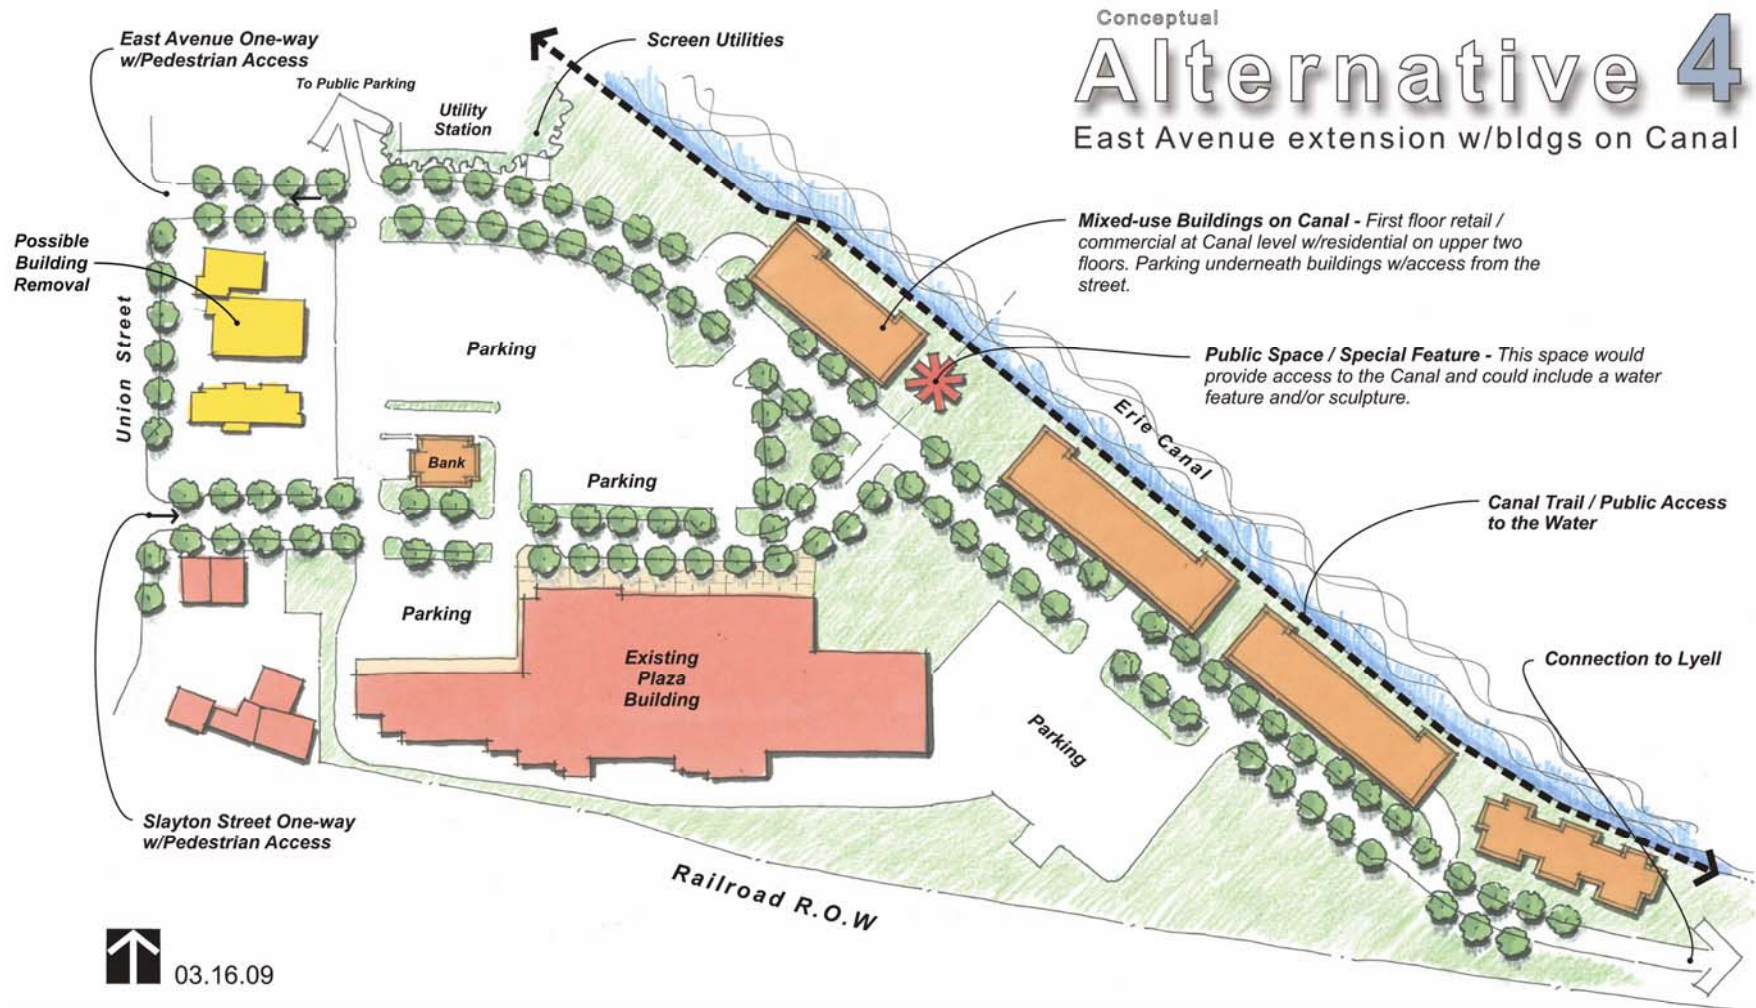 Conceptual
Alternative 4
East Avenue extension w/bldgs on Canal
East Avenue One-way
w/Pedestrian Access
To Public Parking
Screen Utilities
Utility
Station
Possible
Building
Removal
Union Street
Mixed-use Buildings on Canal - First floor retail /
commercial at Canal level w/residential on upper two
floors. Parking underneath buildings w/access from the
street.
Parking
Public Space / Special Feature - This space would
provide access to the Canal and could include a water
feature and/or sculpture.
Erie Canal
Bank
Parking
Canal Trail / Public Access
to the Water
Parking
Existing
Plaza
Building
Connection to Lyell
Parking
Slayton Street One-way
w/Pedestrian Access
Railroad R.O.W
03.16.09